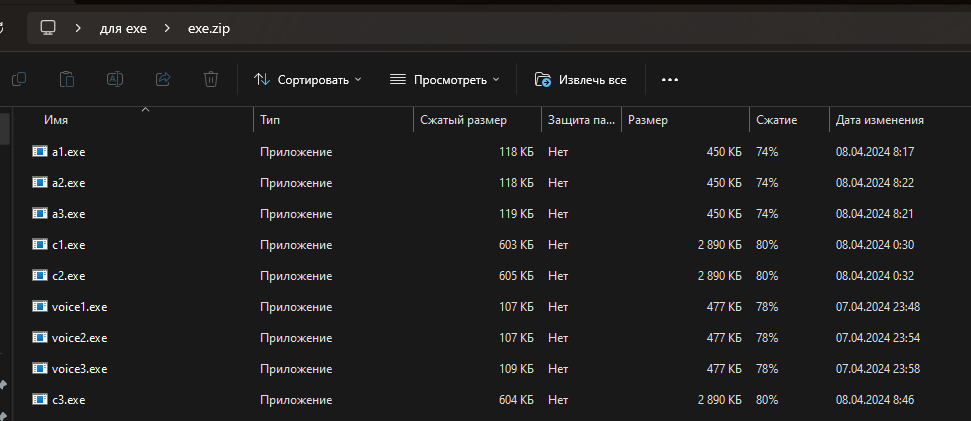 для exe > exe.zip
Сортировать Просмотреть Извлечь все •••
Имя Тип Сжатый размер Защита па... Размер Сжатие Дата изменения
a1.exe Приложение 118 КБ Нет 450 КБ 74% 08.04.2024 8:17
a2.exe Приложение 118 КБ Нет 450 КБ 74% 08.04.2024 8:22
a3.exe Приложение 119 КБ Нет 450 КБ 74% 08.04.2024 8:21
c1.exe Приложение 603 КБ Нет 2 890 КБ 80% 08.04.2024 0:30
c2.exe Приложение 605 КБ Нет 2 890 КБ 80% 08.04.2024 0:32
voice1.exe Приложение 107 КБ Нет 477 КБ 78% 07.04.2024 23:48
voice2.exe Приложение 107 КБ Нет 477 КБ 78% 07.04.2024 23:54
voice3.exe Приложение 109 КБ Нет 477 КБ 78% 07.04.2024 23:58
c3.exe Приложение 604 КБ Нет 2 890 КБ 80% 08.04.2024 8:46